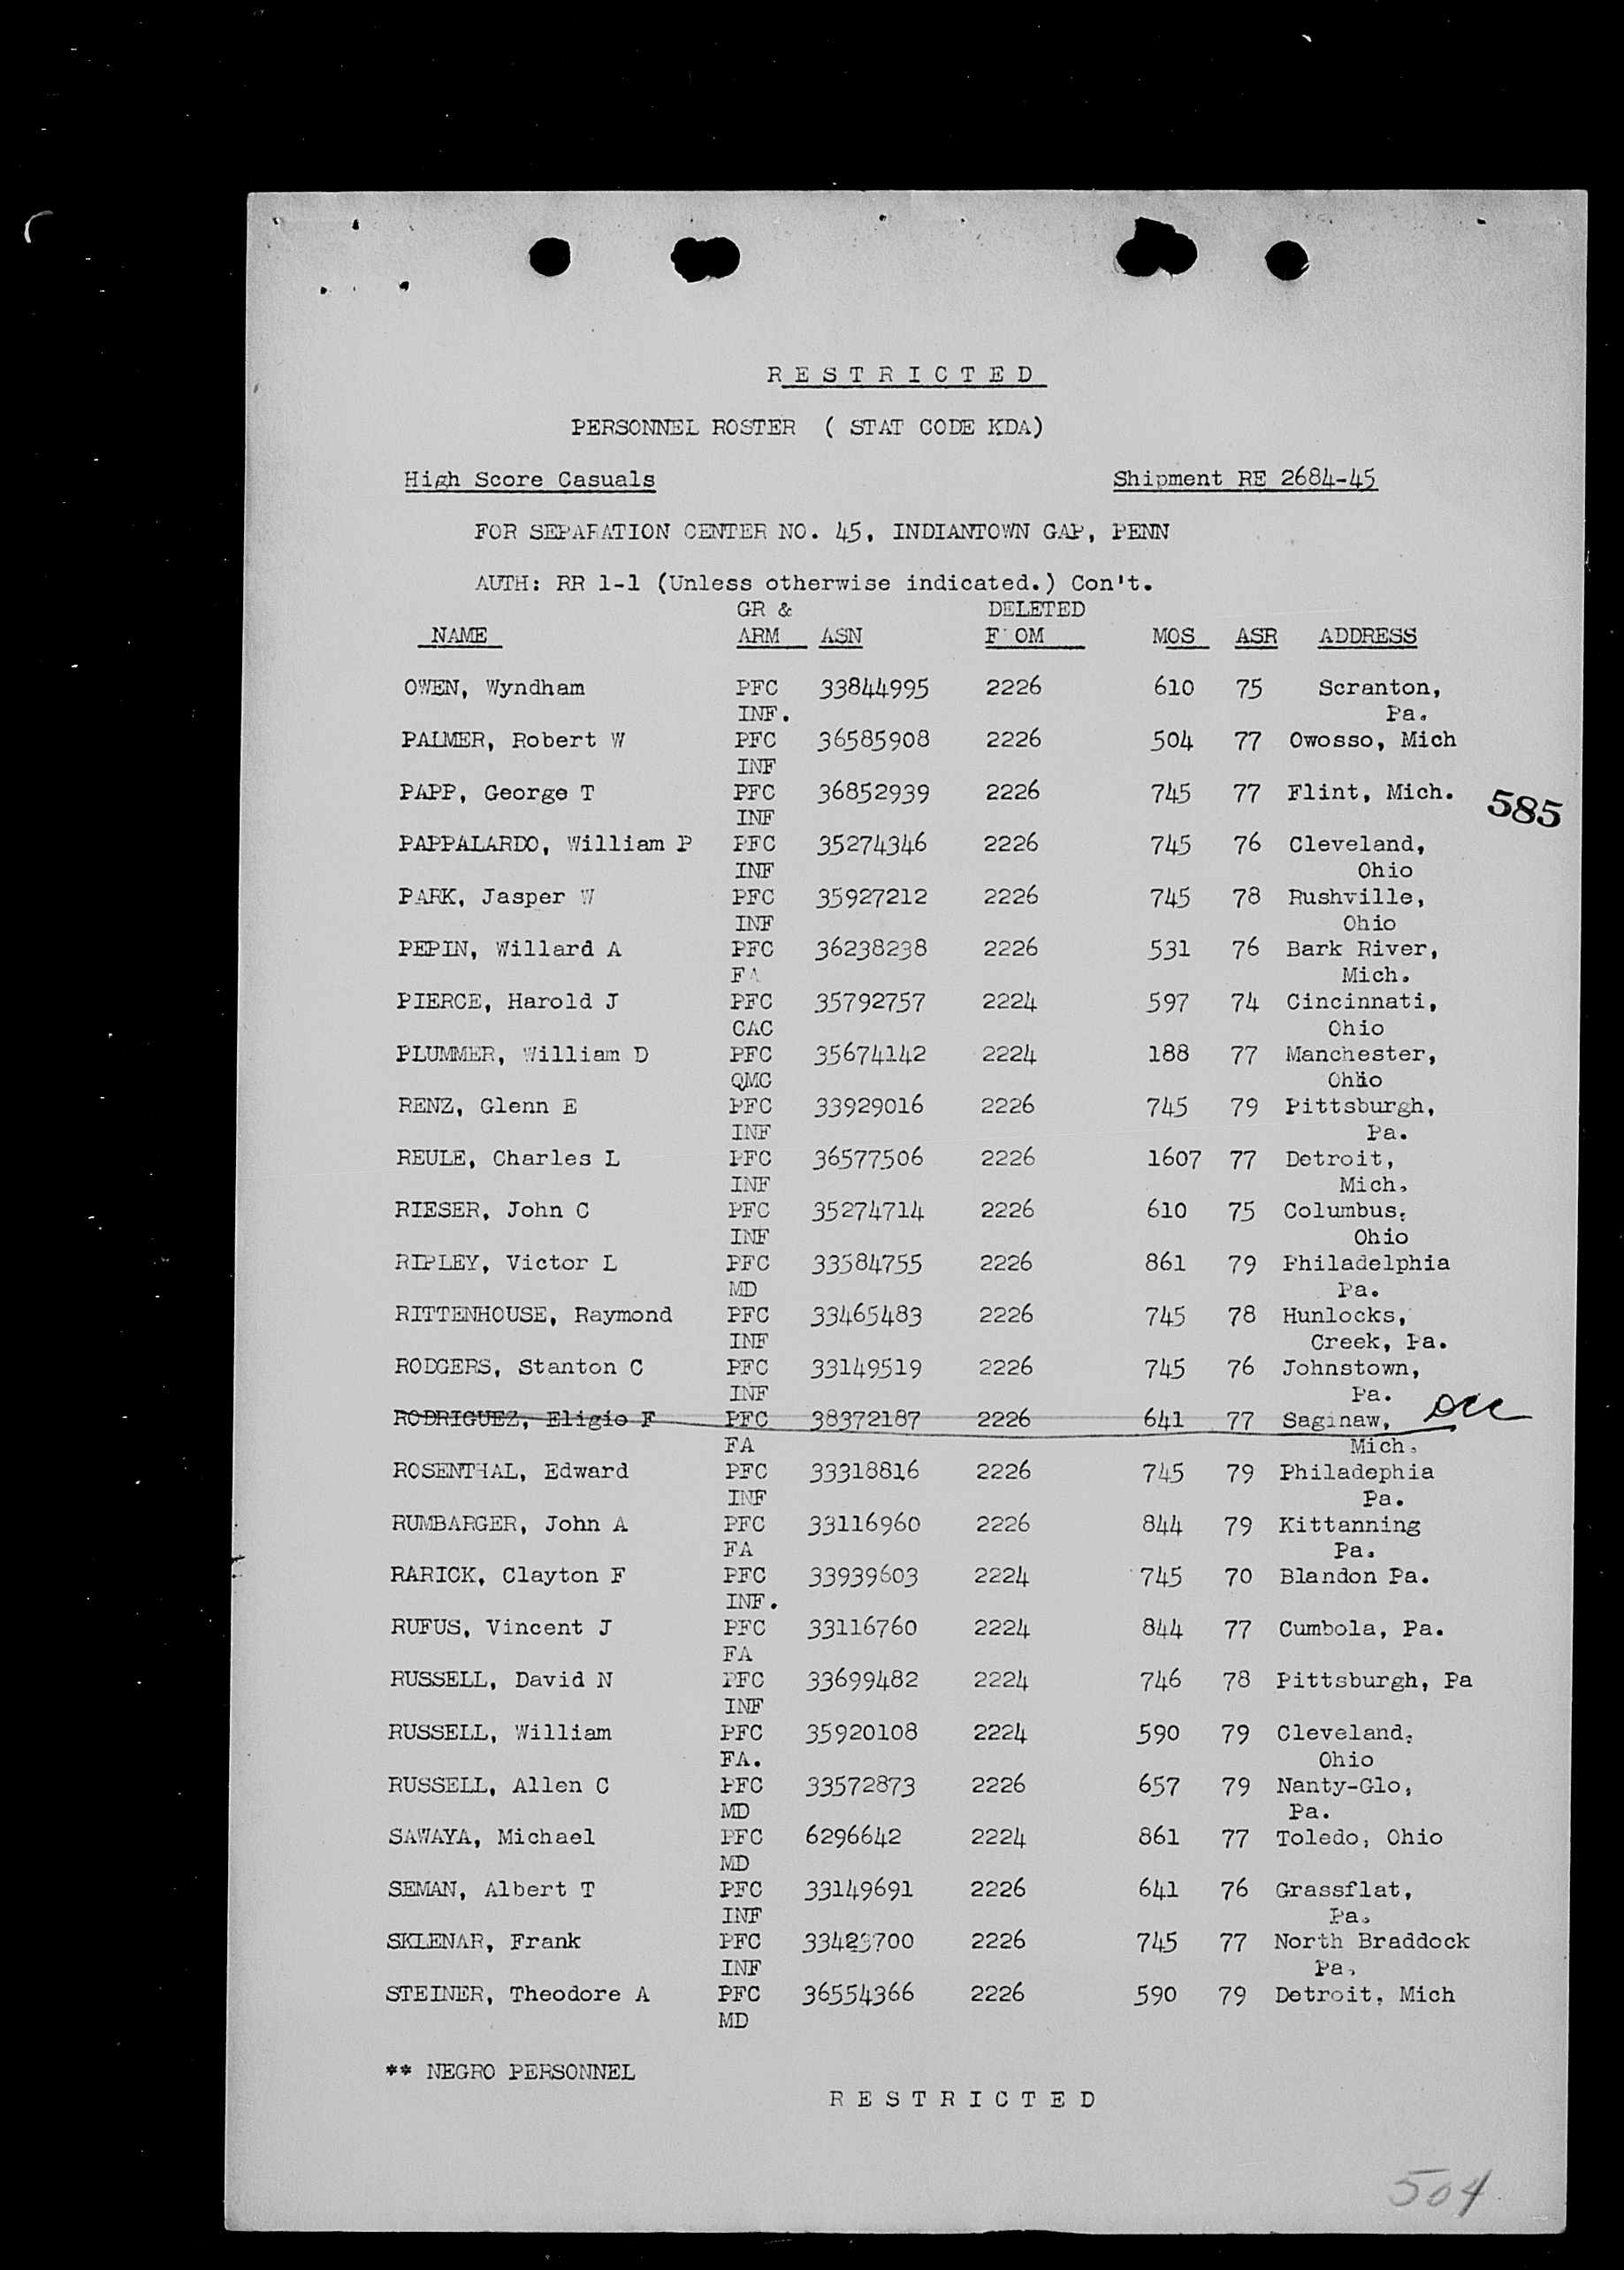 R E S T R I C T E D
PERSONNEL ROSTER ( STAT CODE KDA)
High Score Casuals Shipment RE 2684-45
FOR SEPARATION CENTER NO. 45, INDIANTOWN GAP, PENN
AUTH: RR 1-1 (Unless otherwise indicated.) Con't.
GR & DELETED
NAME ARM ASN F OM MOS ASR ADDRESS
OWEN, Wyndham PFC 33844995 2226 610 75 Scranton,
INF. Pa.
PALMER, Robert W PFC 36585908 2226 504 77 Owosso, Mich
INF
PAPP, George T PFC 36852939 2226 745 77 Flint, Mich. 585
INF
PAPPALARDO, William P PFC 35274346 2226 745 76 Cleveland,
INF Ohio
PARK, Jasper W PFC 35927212 2226 745 78 Rushville,
INF Ohio
PEPIN, Willard A PFC 36238238 2226 531 76 Bark River,
FA Mich.
PIERCE, Harold J PFC 35792757 2224 597 74 Cincinnati,
CAC Ohio
PLUMMER, William D PFC 35674142 2224 188 77 Manchester,
QMC Ohio
RENZ, Glenn E PFC 33929016 2226 745 79 Pittsburgh,
INF Pa.
REULE, Charles L PFC 36577506 2226 1607 77 Detroit,
INF Mich.
RIESER, John C PFC 35274714 2226 610 75 Columbus,
INF Ohio
RIPLEY, Victor L PFC 33584755 2226 861 79 Philadelphia
MD Pa.
RITTENHOUSE, Raymond PFC 33465483 2226 745 78 Hunlocks,
INF Creek, Pa.
RODGERS, Stanton C PFC 33149519 2226 745 76 Johnstown,
INF Pa.
RODRIGUEZ, Eligio F PFC 38372187 2226 641 77 Saginaw,
FA Mich.
ROSENTHAL, Edward PFC 33318816 2226 745 79 Philadephia
INF Pa.
RUMBARGER, John A PFC 33116960 2226 844 79 Kittanning
FA Pa.
RARICK, Clayton F PFC 33939603 2224 745 70 Blandon Pa.
INF.
RUFUS, Vincent J PFC 33116760 2224 844 77 Cumbola, Pa.
FA
RUSSELL, David N PFC 33699482 2224 746 78 Pittsburgh, Pa
INF
RUSSELL, William PFC 35920108 2224 590 79 Cleveland,
FA. Ohio
RUSSELL, Allen C PFC 33572873 2226 657 79 Nanty-Glo,
MD Pa.
SAWAYA, Michael PFC 6296642 2224 861 77 Toledo, Ohio
MD
SEMAN, Albert T PFC 33149691 2226 641 76 Grassflat,
INF Pa.
SKLENAR, Frank PFC 2226 745 77 North Braddock
INF Pa.
STEINER, Theodore A PFC 36554366 2226 590 79 Detroit, Mich
MD
** NEGRO PERSONNEL
R E S T R I C T E D
504